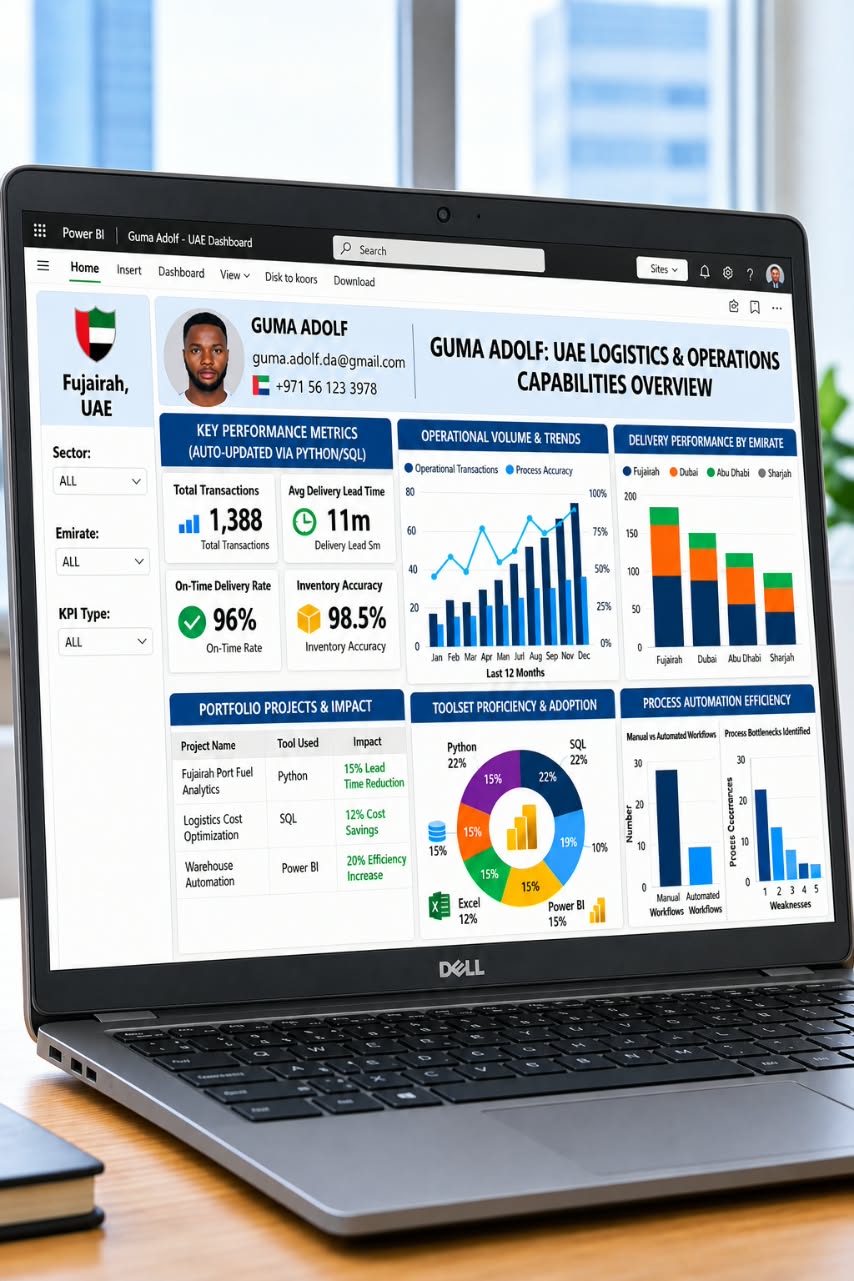 Power BI
Guma Adolf - UAE Dashboard
Search
Sites
?
Home
Insert
Dashboard
View
Disk to koors
Download
Fujairah,
UAE
GUMA ADOLF
guma.adolf.da@gmail.com
+971 56 123 3978
GUMA ADOLF: UAE LOGISTICS & OPERATIONS
CAPABILITIES OVERVIEW
Sector:
ALL
Emirate:
ALL
KPI Type:
ALL
KEY PERFORMANCE METRICS
(AUTO-UPDATED VIA PYTHON/SQL)
Total Transactions
1,388
Total Transactions
Avg Delivery Lead Time
11m
Delivery Lead Sm
On-Time Delivery Rate
96%
On-Time Rate
Inventory Accuracy
98.5%
Inventory Accuracy
OPERATIONAL VOLUME & TRENDS
Operational Transactions
Process Accuracy
80
60
40
20
0
100%
75%
50%
25%
0%
Jan Feb Mar Apr Man Jurl Aug Sep Nov Dec
Last 12 Months
DELIVERY PERFORMANCE BY EMIRATE
Fujairah Dubai Abu Dhabi Sharjah
200
150
100
50
0
Fujairah Dubai Abu Dhabi Sharjah
PORTFOLIO PROJECTS & IMPACT
Project Name Tool Used Impact
Fujairah Port Fuel
Analytics
Python
15% Lead
Time Reduction
Logistics Cost
Optimization
SQL
12% Cost
Savings
Warehouse
Automation
Power BI
20% Efficiency
Increase
TOOLSET PROFICIENCY & ADOPTION
Python
22%
SQL
22%
15%
22%
15%
19%
10%
15%
15%
15%
Excel
12%
Power BI
15%
PROCESS AUTOMATION EFFICIENCY
Manual vs Automated Workflows
Number
30
20
10
0
Manual
Workflows
Automated
Workflows
Process Bottlenecks Identified
30
20
10
0
1 2 3 4 5
Weaknesses
DELL